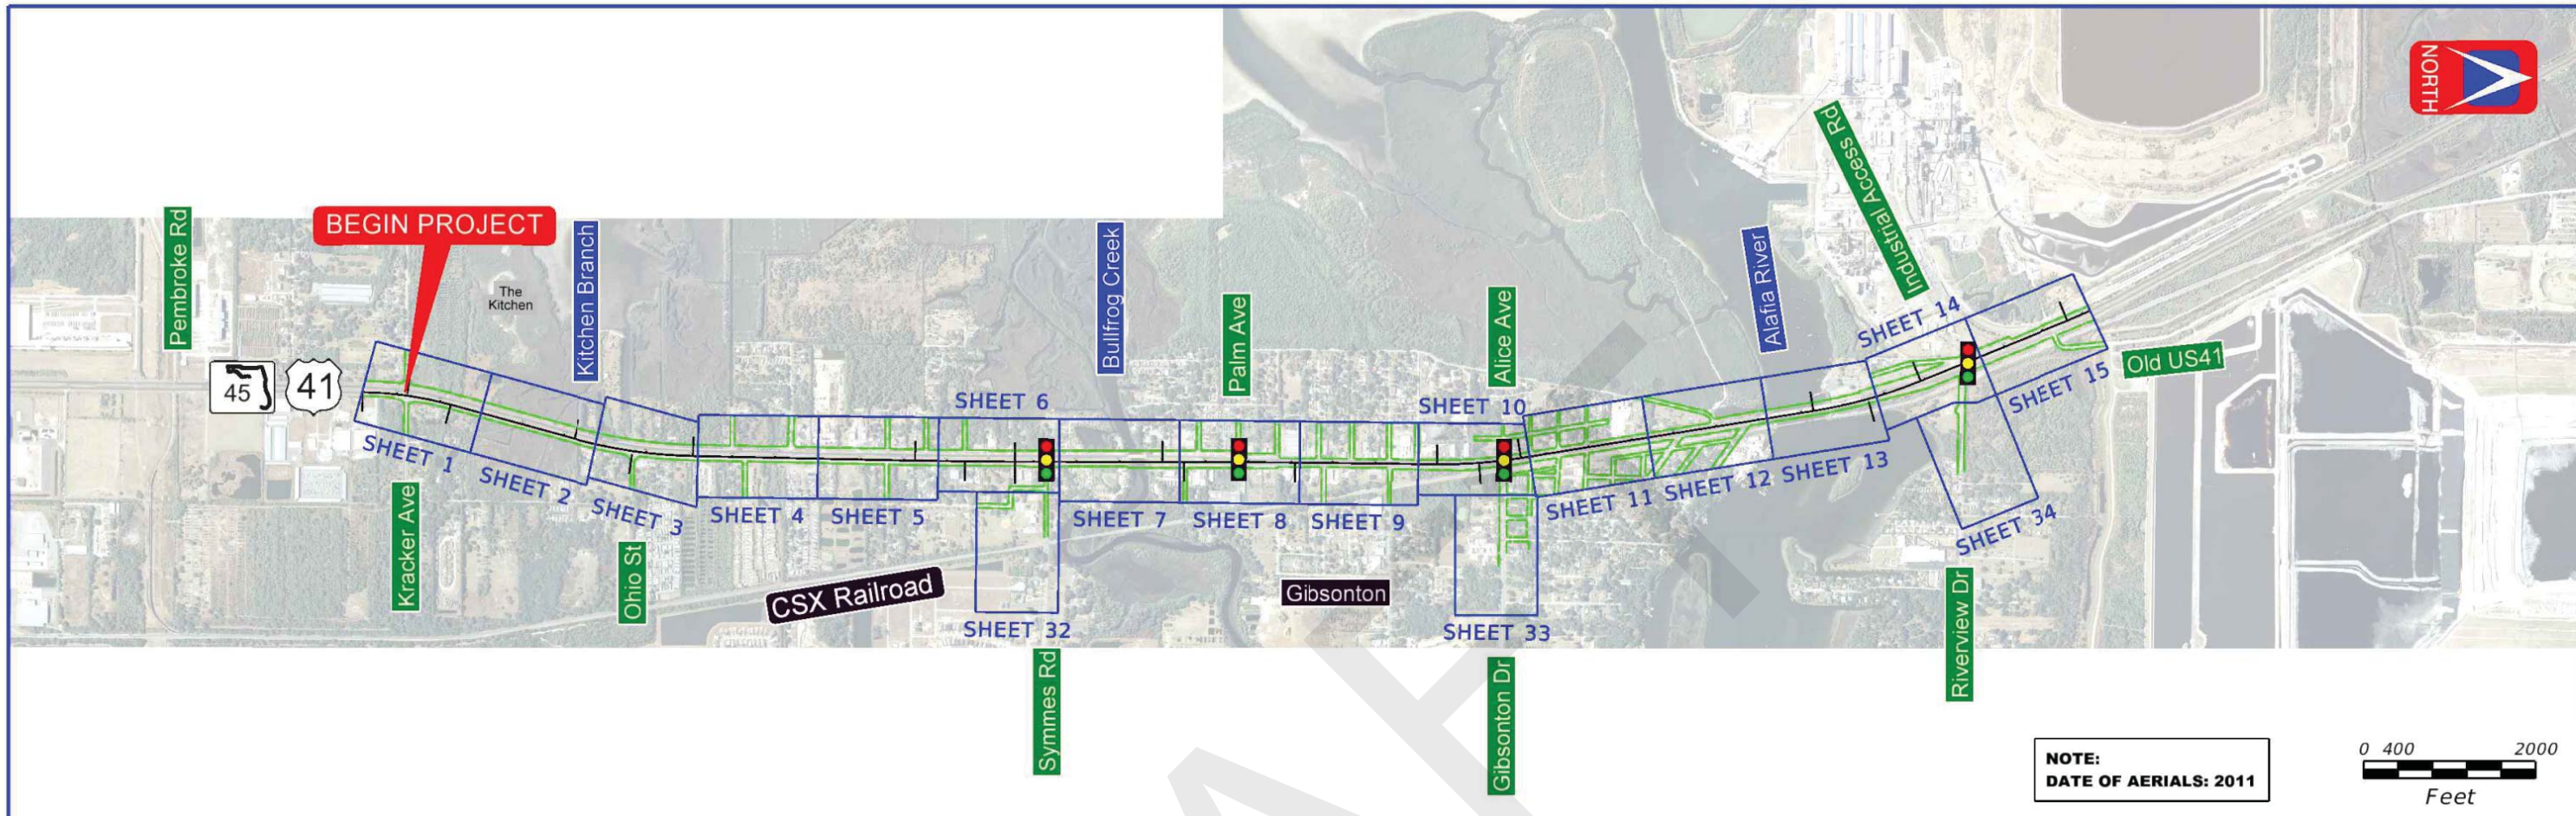 NORTH
Pembroke Rd
BEGIN PROJECT
The
Kitchen
Kitchen Branch
Bullfrog Creek
Palm Ave
Alice Ave
Alafia River
Industrial Access Rd
45
41
SHEET 1
SHEET 2
SHEET 3
SHEET 4
SHEET 5
SHEET 6
SHEET 7
SHEET 8
SHEET 9
SHEET 10
SHEET 11
SHEET 12
SHEET 13
SHEET 14
SHEET 15
Old US41
SHEET 34
Kracker Ave
Ohio St
CSX Railroad
Gibsonton
SHEET 32
SHEET 33
Symmes Rd
Gibsonton Dr
Riverview Dr
NOTE:
DATE OF AERIALS: 2011
0 400 2000
Feet